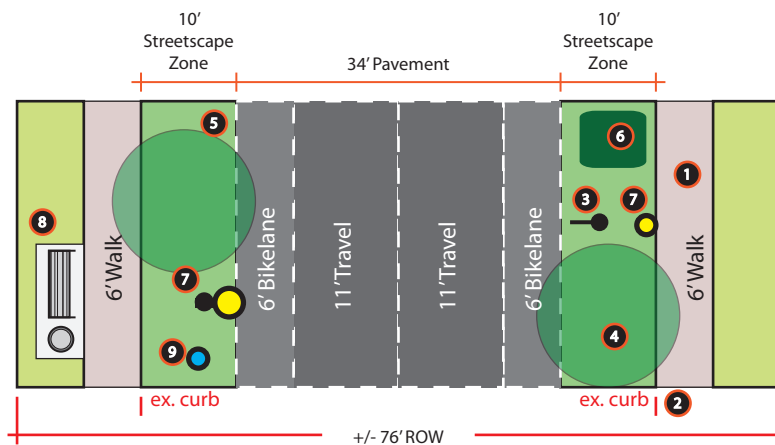 10’
Streetscape
Zone
34’ Pavement
10’
Streetscape
Zone
5
6
1
3
7
8
6’ Walk
7
6’ Bikelane
11’ Travel
11’ Travel
6’ Bikelane
6’ Walk
4
9
ex. curb
ex. curb
2
+/- 76’ ROW